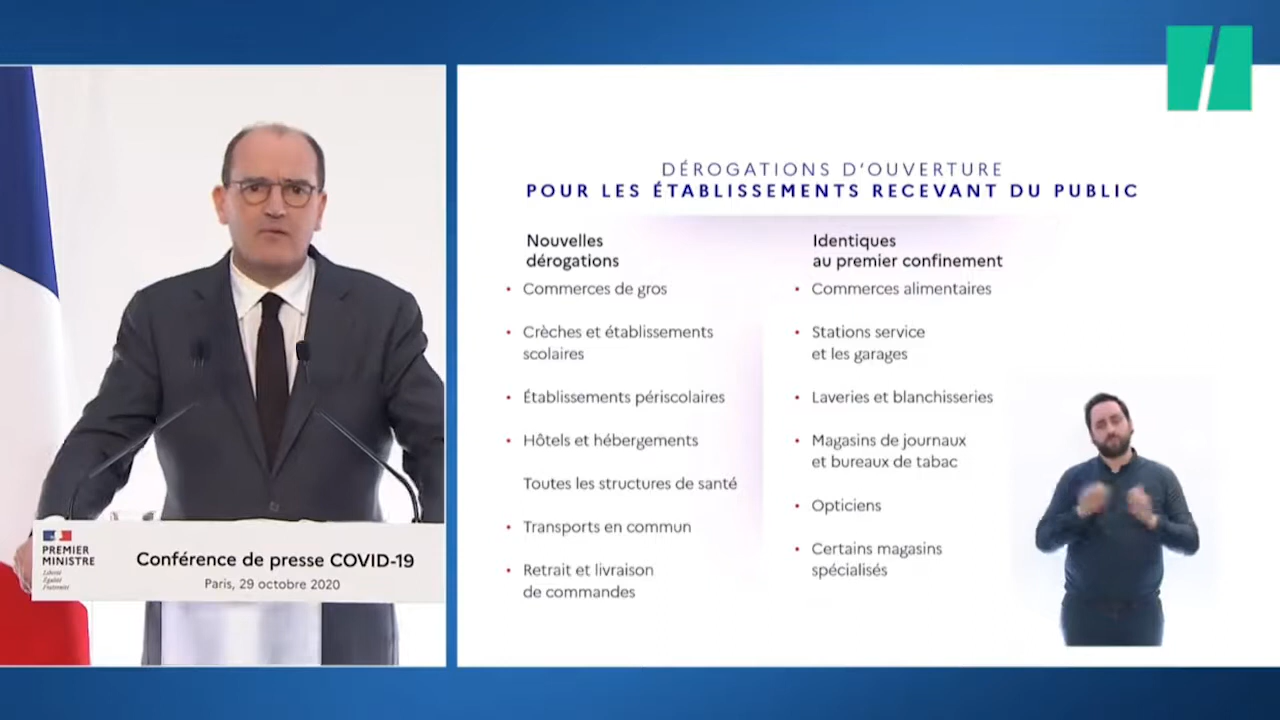 DÉROGATIONS D'OUVERTURE
POUR LES ÉTABLISSEMENTS RECEVANT DU PUBLIC
Nouvelles
dérogations
• Commerces de gros
• Crèches et établissements
scolaires
• Établissements périscolaires
• Hôtels et hébergements
Toutes les structures de santé
• Transports en commun
• Retrait et livraison
de commandes
Identiques
au premier confinement
• Commerces alimentaires
• Stations service
et les garages
• Laveries et blanchisseries
• Magasins de journaux
et bureaux de tabac
• Opticiens
• Certains magasins
spécialisés
PREMIER
MINISTRE
Liberté
Égalité
Fraternité
Conférence de presse COVID-19
Paris, 29 octobre 2020